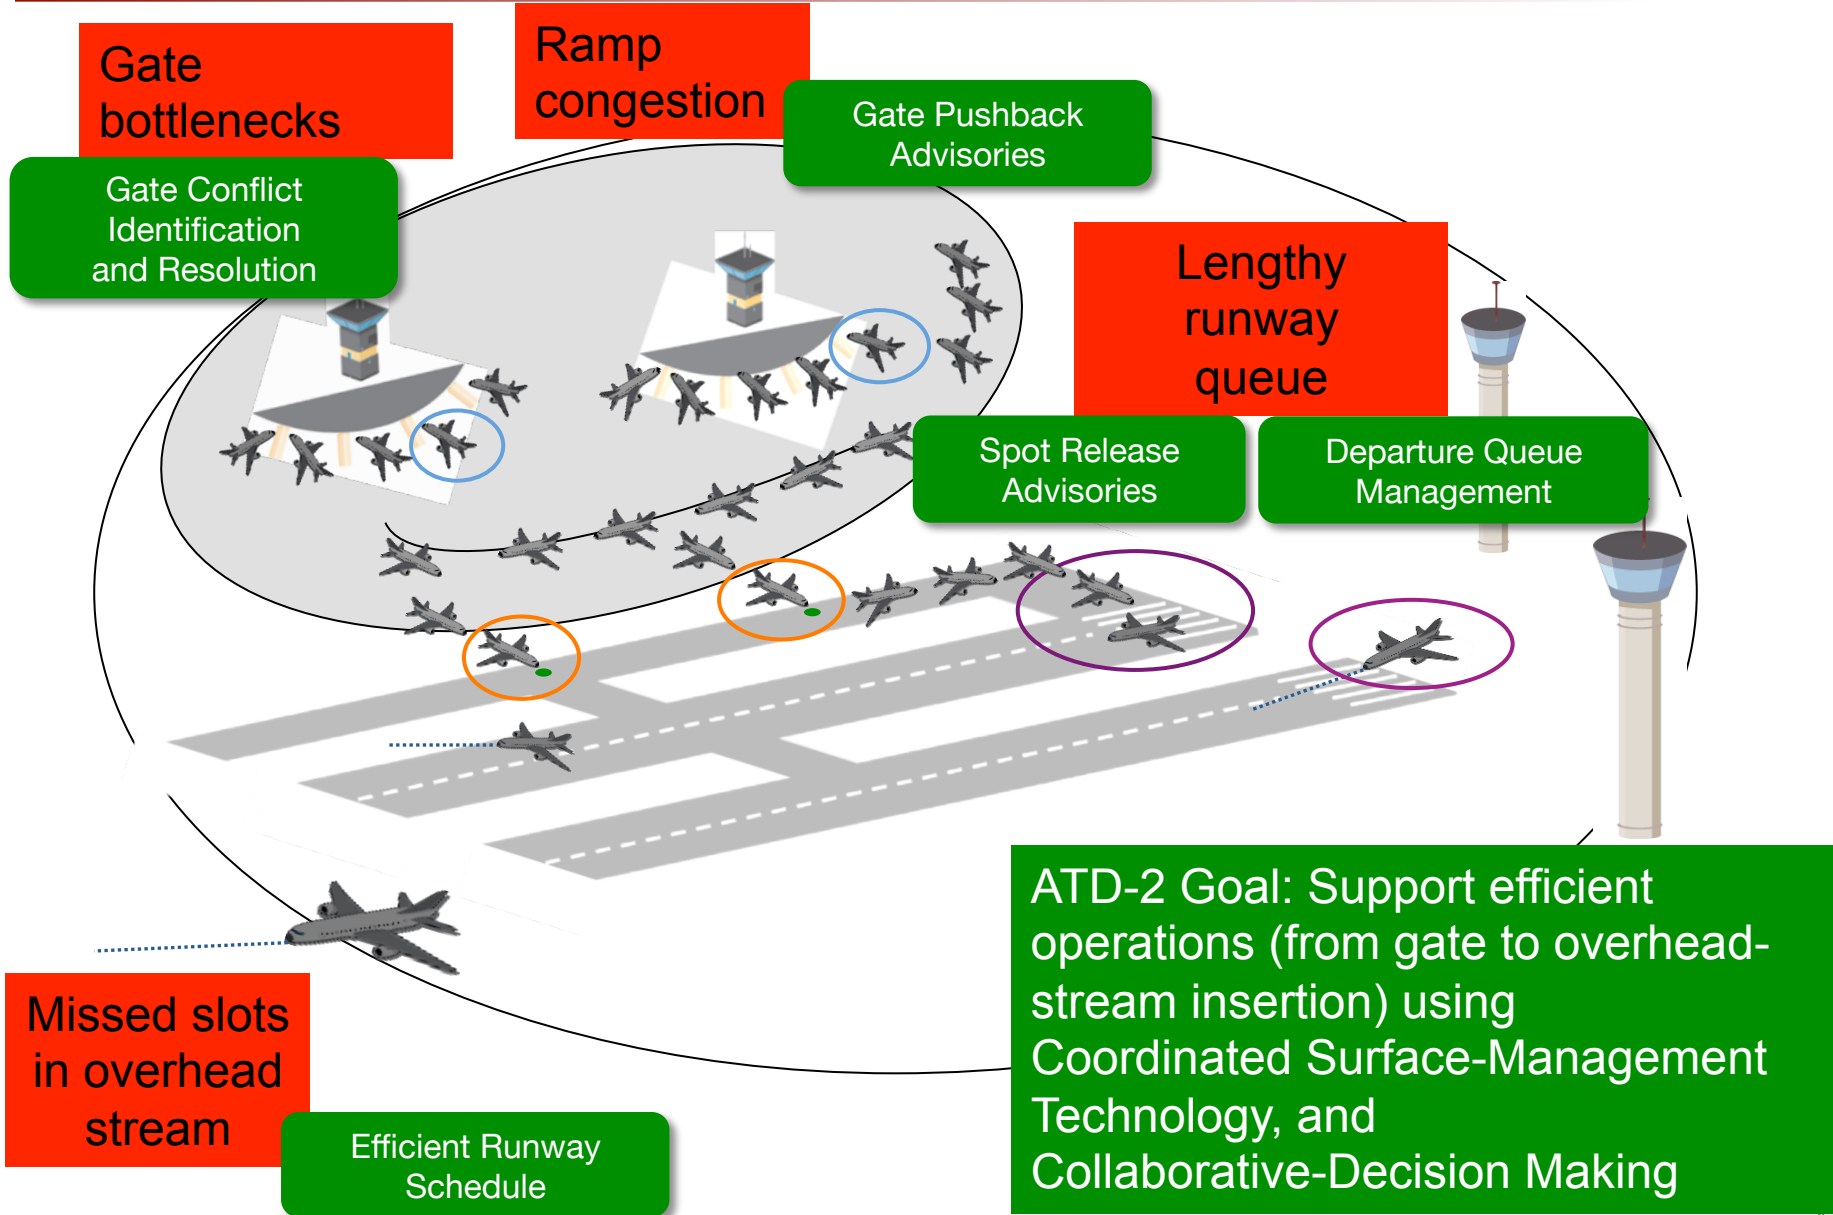 Gate
bottlenecks
Gate Conflict
Identification
and Resolution
Ramp
congestion
Gate Pushback
Advisories
Lengthy
runway
queue
Spot Release
Advisories
Departure Queue
Management
Missed slots
in overhead
stream
Efficient Runway
Schedule
ATD-2 Goal: Support efficient
operations (from gate to overhead-
stream insertion) using
Coordinated Surface-Management
Technology, and
Collaborative-Decision Making